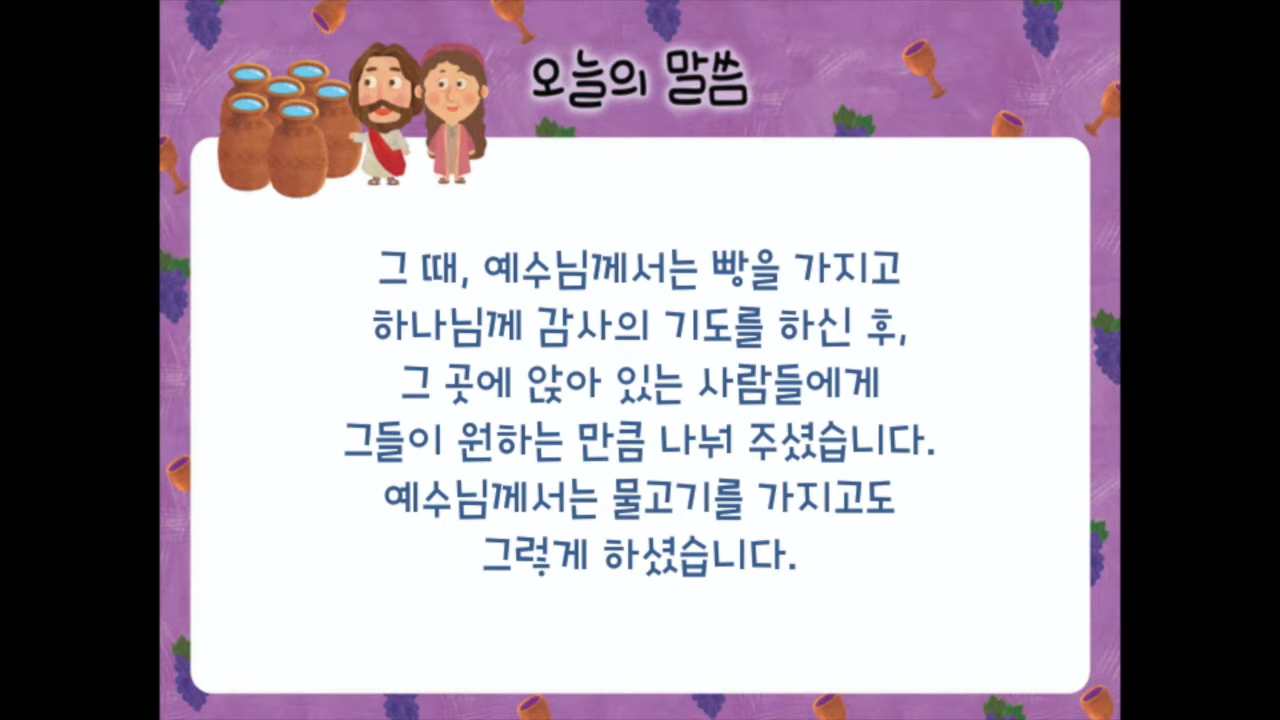 오늘의 말씀
그 때, 예수님께서는 빵을 가지고
하나님께 감사의 기도를 하신 후,
그 곳에 앉아 있는 사람들에게
그들이 원하는 만큼 나눠 주셨습니다.
예수님께서는 물고기를 가지고도
그렇게 하셨습니다.